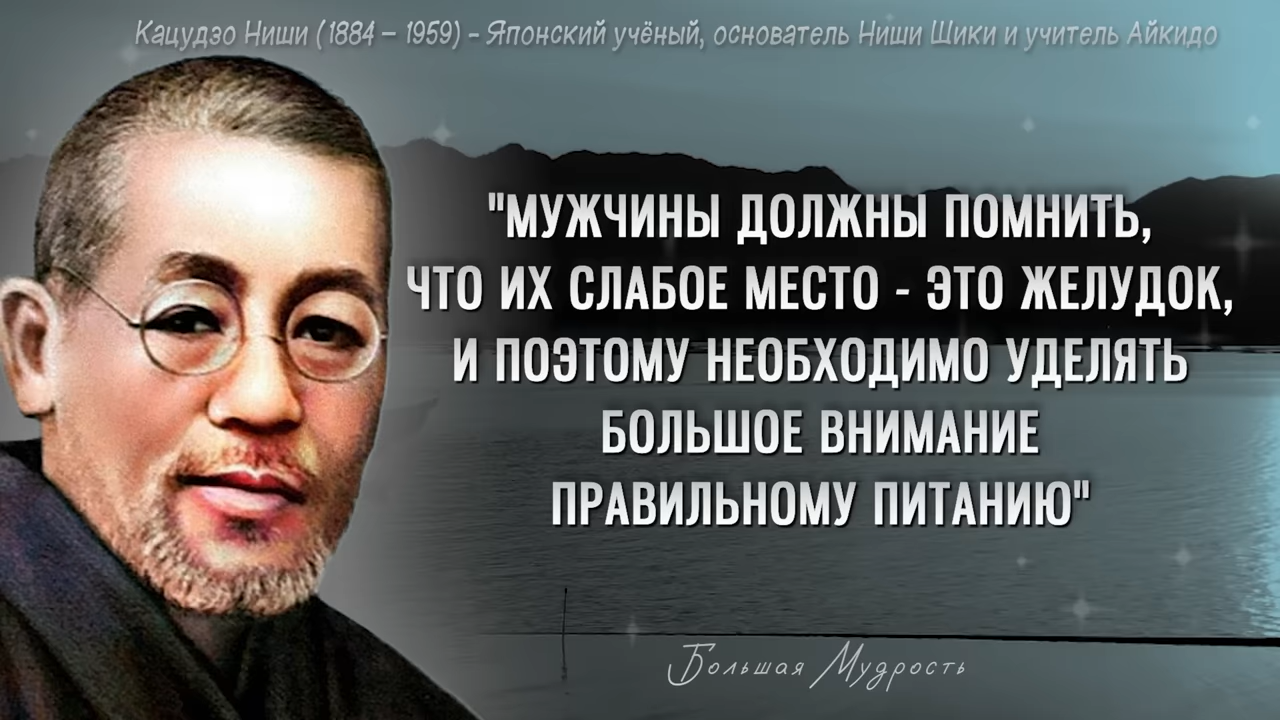 Кацудзо Ниши (1884 – 1959) - Японский учёный, основатель Ниши Шики и учитель Айкидо
"МУЖЧИНЫ ДОЛЖНЫ ПОМНИТЬ,
ЧТО ИХ СЛАБОЕ МЕСТО - ЭТО ЖЕЛУДОК,
И ПОЭТОМУ НЕОБХОДИМО УДЕЛЯТЬ
БОЛЬШОЕ ВНИМАНИЕ
ПРАВИЛЬНОМУ ПИТАНИЮ"
Большая Мудрость